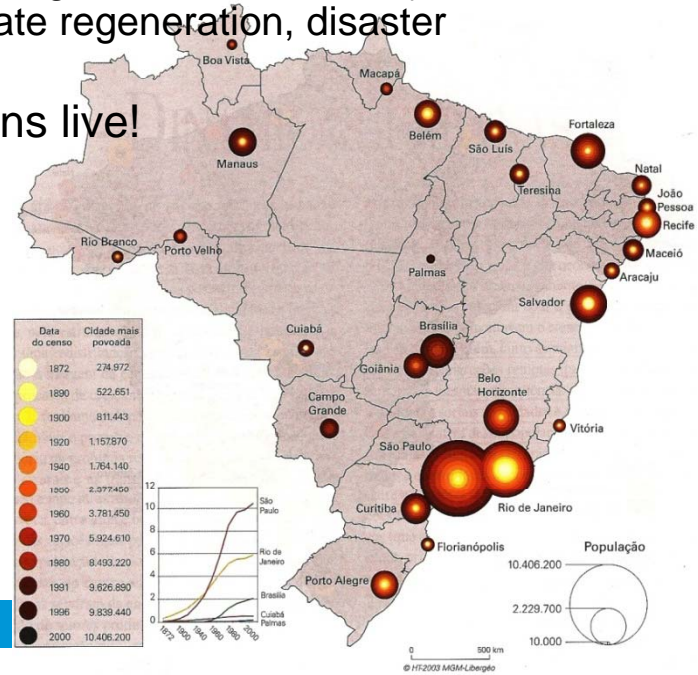 ate regeneration, disaster
ns live!
Boa Vista
Macapá
Belém
São Luís
Fortaleza
Manaus
Teresina
Natal
João
Pessoa
Recife
Maceió
Aracaju
Rio Branco
Porto Velho
Palmas
Salvador
Cuiabá
Brasília
Goiânia
Campo
Grande
Belo
Horizonte
Vitória
São Paulo
Rio de Janeiro
Curitiba
Florianópolis
Porto Alegre
Data
do censo
Cidade mais
povoada
1872 274.972
1890 522.651
1900 811.443
1920 1.157.870
1940 1.764.140
1960 3.781.450
1970 5.924.610
1980 8.493.220
1991 9.626.890
1996 9.839.440
2000 10.406.200
12
10
8
6
4
2
0
1872
1900
1940
1960
1980
2000
São
Paulo
Rio de
Janeiro
Brasilia
Cuiabá
Palmas
População
10.406.200
2.229.700
10.000
0 500 km
© HT-2003 MGM-Libergéo